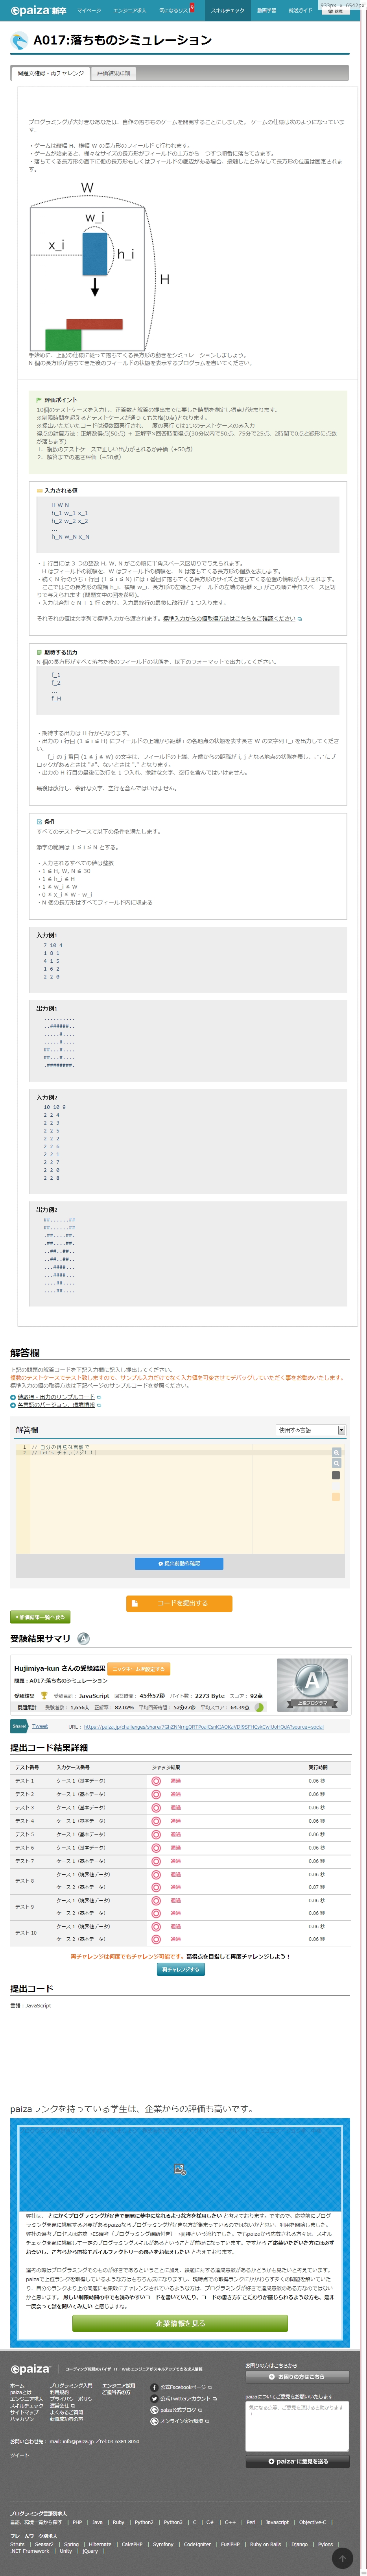 paiza 新卒 マイページ エンジニア求人 気になるリスト スキルチェック 動画学習 就活ガイド
A017:落ちものシミュレーション
問題文確認・再チャレンジ 評価結果詳細
プログラミングが大好きなあなたは、自作の落ちものゲームを開発することにしました。 ゲームの仕様は次のようになっています。
・ゲームは縦幅 H、横幅 W の長方形のフィールドで行われます。
・ゲームが始まると、様々なサイズの長方形がフィールドの上方から一つずつ順番に落ちてきます。
・落ちてくる長方形の直下に他の長方形もしくはフィールドの底辺がある場合、接触したとみなして長方形の位置は固定されます。
W
w_i
x_i
h_i
H
手始めに、上記の仕様に従って落ちてくる長方形の動きをシミュレーションしましょう。
N 個の長方形が落ちてきた後のフィールドの状態を表示するプログラムを書いてください。
評価ポイント
10個のテストケースを入力し、正答数と解答の提出までに要した時間を測定し得点が決まります。
※制限時間を超えるとテストケースが通っても失格(0点)となります。
※提出いただいたコードは複数回実行され、一度の実行では1つのテストケースのみ入力
得点の計算方法：正解数得点(50点) ＋ 正解率×回答時間得点(30分以内で50点、75分で25点、2時間で0点と線形に点数が落ちます)
1．複数のテストケースで正しい出力がされるか評価（+50点）
2．解答までの速さ評価（+50点）
入力される値
H W N
h_1 w_1 x_1
h_2 w_2 x_2
...
h_N w_N x_N
・1 行目には 3 つの整数 H, W, N がこの順に半角スペース区切りで与えられます。
H はフィールドの縦幅を、W はフィールドの横幅を、 N は落ちてくる長方形の個数を表します。
・続く N 行のうち i 行目 (1 ≦ i ≦ N) には i 番目に落ちてくる長方形のサイズと落ちてくる位置の情報が入力されます。
ここではこの長方形の縦幅 h_i、横幅 w_i、長方形の左端とフィールドの左端の距離 x_i がこの順に半角スペース区切りで与えられます (問題文中の図を参照)。
・入力は合計で N + 1 行であり、入力最終行の最後に改行が 1 つ入ります。
それぞれの値は文字列で標準入力から渡されます。標準入力からの値取得方法はこちらをご確認ください
期待する出力
N 個の長方形がすべて落ちた後のフィールドの状態を、以下のフォーマットで出力してください。
f_1
f_2
...
f_H
・期待する出力は H 行からなります。
・出力の i 行目 (1 ≦ i ≦ H) にフィールドの上端から距離 i の各地点の状態を表す長さ W の文字列 f_i を出力してください。
f_i の j 番目 (1 ≦ j ≦ W) の文字は、フィールドの上端、左端からの距離が i, j となる地点の状態を表し、ここにブロックがあるときは "#"、ないときは "." となります。
・出力の H 行目の最後に改行を 1 つ入れ、余計な文字、空行を含んではいけません。
最後は改行し、余計な文字、空行を含んではいけません。
条件
すべてのテストケースで以下の条件を満たします。
添字の範囲は 1 ≦ i ≦ N とする。
・入力されるすべての値は整数
・1 ≦ H, W, N ≦ 30
・1 ≦ h_i ≦ H
・1 ≦ w_i ≦ W
・0 ≦ x_i ≦ W - w_i
・N 個の長方形はすべてフィールド内に収まる
入力例1
7 10 4
1 8 1
4 1 5
1 6 2
2 2 0
出力例1
..........
..######..
.....#....
.....#....
##...#....
##...#....
.########.
入力例2
10 10 9
2 2 4
2 2 3
2 2 5
2 2 2
2 2 6
2 2 1
2 2 7
2 2 0
2 2 8
出力例2
##......##
##......##
.##....##.
.##....##.
..##..##..
..##..##..
...####...
...####...
....##....
....##....
解答欄
上記の問題の解答コードを下記入力欄に記入し提出してください。
複数のテストケースでテスト致しますので、サンプル入力だけでなく入力値を可変させてデバッグしていただく事をお勧めいたします。
標準入力の値の取得方法は下記ページのサンプルコードを参照ください。
値取得・出力のサンプルコード
各言語のバージョン、環境情報
解答欄 使用する言語
1 // 自分の得意な言語で
2 // Let's チャレンジ！！
提出前動作確認
コードを提出する
評価結果一覧へ戻る
受験結果サマリ
Hujimiya-kun さんの受験結果 ニックネームを設定する
問題：A017:落ちものシミュレーション
受験結果 受験言語： JavaScript 回答時間： 45分57秒 バイト数： 2273 Byte スコア： 92点
問題集計 受験者数： 1,656人 正解率： 82.02% 平均回答時間： 52分27秒 平均スコア： 64.39点
A 上級プログラマ
Share! Tweet
提出コード結果詳細
テスト番号 入力ケース番号 ジャッジ結果 実行時間
テスト 1 ケース 1（基本データ） 通過 0.06 秒
テスト 2 ケース 1（基本データ） 通過 0.06 秒
テスト 3 ケース 1（基本データ） 通過 0.06 秒
テスト 4 ケース 1（基本データ） 通過 0.06 秒
テスト 5 ケース 1（基本データ） 通過 0.06 秒
テスト 6 ケース 1（基本データ） 通過 0.06 秒
テスト 7 ケース 1（基本データ） 通過 0.06 秒
テスト 8 ケース 1（境界値データ） 通過 0.06 秒
ケース 2（基本データ） 通過 0.07 秒
テスト 9 ケース 1（境界値データ） 通過 0.06 秒
ケース 2（基本データ） 通過 0.06 秒
テスト 10 ケース 1（境界値データ） 通過 0.06 秒
ケース 2（基本データ） 通過 0.06 秒
再チャレンジは何度でもチャレンジ可能です。高得点を目指して再度チャレンジしよう！
再チャレンジする
提出コード
言語：JavaScript
paizaランクを持っている学生は、企業からの評価も高いです。
企業情報を見る
paiza コーディング転職のパイザ IT／Webエンジニアがスキルアップできる求人情報
ホーム プログラミング入門 エンジニア採用
paizaとは 利用規約 ご担当者の方
エンジニア求人 プライバシーポリシー
スキルチェック 運営会社
サイトマップ よくあるご質問
ハッカソン 転職成功者の声
公式Facebookページ
公式Twitterアカウント
paiza公式ブログ
オンライン実行環境
お困りの方はこちらから
お困りの方はこちら
paizaについてご意見をお願いいたします
paiza に意見を送る
お問い合わせ先： mail: info@paiza.jp ／tel:03-6384-8050
ツイート
プログラミング言語別求人
言語、環境一覧から探す | PHP | Java | Ruby | Python2 | Python3 | C | C# | C++ | Perl | Javascript | Objective-C |
フレームワーク別求人
Struts | Seasar2 | Spring | Hibernate | CakePHP | Symfony | CodeIgniter | FuelPHP | Ruby on Rails | Django | Pylons |
.NET Framework | Unity | jQuery |